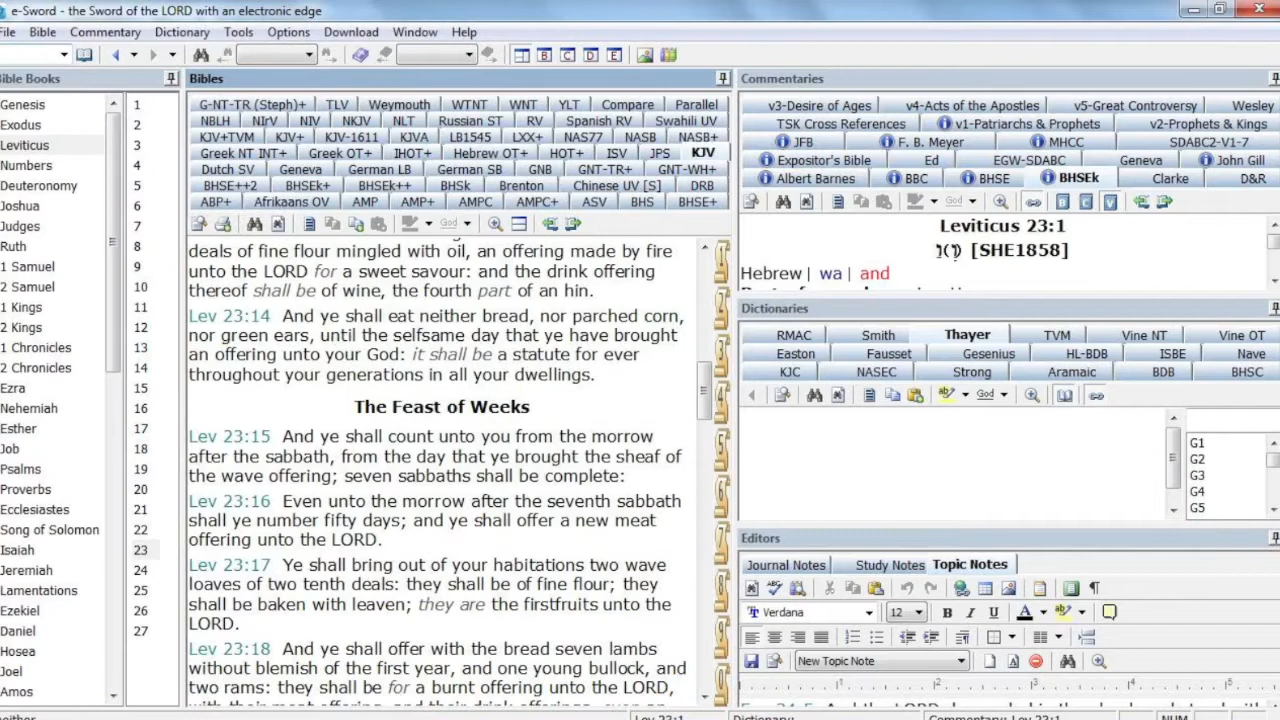 e-Sword - the Sword of the LORD with an electronic edge
File Bible Commentary Dictionary Tools Options Download Window Help
Bible Books
Genesis
Exodus
Leviticus
Numbers
Deuteronomy
Joshua
Judges
Ruth
1 Samuel
2 Samuel
1 Kings
2 Kings
1 Chronicles
2 Chronicles
Ezra
Nehemiah
Esther
Job
Psalms
Proverbs
Ecclesiastes
Song of Solomon
Isaiah
Jeremiah
Lamentations
Ezekiel
Daniel
Hosea
Joel
Amos
1
2
3
4
5
6
7
8
9
10
11
12
13
14
15
16
17
18
19
20
21
22
23
24
25
26
27
Bibles
G-NT-TR (Steph)+ TLV Weymouth WTNT WNT YLT Compare Parallel
NBLH NIrV NIV NKJV NLT Russian ST RV Spanish RV Swahili UV
KJV+TVM KJV+ KJV-1611 KJVA LB1545 LXX+ NAS77 NASB NASB+
Greek NT INT+ Greek OT+ IHOT+ Hebrew OT+ HOT+ ISV JPS KJV
Dutch SV Geneva German LB German SB GNB GNT-TR+ GNT-WH+
BHSE++2 BHSEk+ BHSEk++ BHSk Brenton Chinese UV [S] DRB
ABP+ Afrikaans OV AMP AMP+ AMPC AMPC+ ASV BHS BHSE+
God
deals of fine flour mingled with oil, an offering made by fire
unto the LORD for a sweet savour: and the drink offering
thereof shall be of wine, the fourth part of an hin.
Lev 23:14 And ye shall eat neither bread, nor parched corn,
nor green ears, until the selfsame day that ye have brought
an offering unto your God: it shall be a statute for ever
throughout your generations in all your dwellings.
The Feast of Weeks
Lev 23:15 And ye shall count unto you from the morrow
after the sabbath, from the day that ye brought the sheaf of
the wave offering; seven sabbaths shall be complete:
Lev 23:16 Even unto the morrow after the seventh sabbath
shall ye number fifty days; and ye shall offer a new meat
offering unto the LORD.
Lev 23:17 Ye shall bring out of your habitations two wave
loaves of two tenth deals: they shall be of fine flour; they
shall be baken with leaven; they are the firstfruits unto the
LORD.
Lev 23:18 And ye shall offer with the bread seven lambs
without blemish of the first year, and one young bullock, and
two rams: they shall be for a burnt offering unto the LORD,
Commentaries
v3-Desire of Ages v4-Acts of the Apostles v5-Great Controversy Wesley
TSK Cross References v1-Patriarchs & Prophets v2-Prophets & Kings
JFB F. B. Meyer MHCC SDABC2-V1-7
Expositor's Bible Ed EGW-SDABC Geneva John Gill
Albert Barnes BBC BHSE BHSEk Clarke D&R
God B C V
Leviticus 23:1
[SHE1858]
Hebrew | wa | and
Dictionaries
RMAC Smith Thayer TVM Vine NT Vine OT
Easton Fausset Gesenius HL-BDB ISBE Nave
KJC NASEC Strong Aramaic BDB BHSC
God
G1
G2
G3
G4
G5
Editors
Journal Notes Study Notes Topic Notes
Verdana 12 B I U A
New Topic Note
1 2 3 4 5
Lev 23:1 Dictionary: Commentary: Lev 23:1 NUM